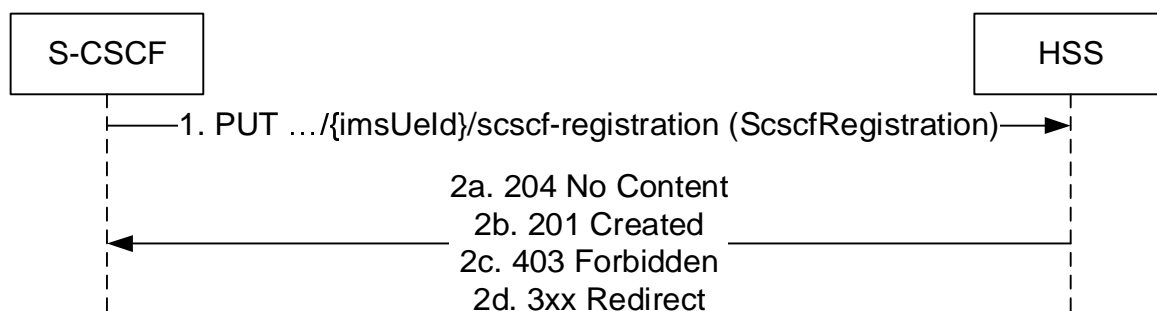 S-CSCF
HSS
1. PUT …/{imsUeId}/scscf-registration (ScscfRegistration)
2a. 204 No Content
2b. 201 Created
2c. 403 Forbidden
2d. 3xx Redirect